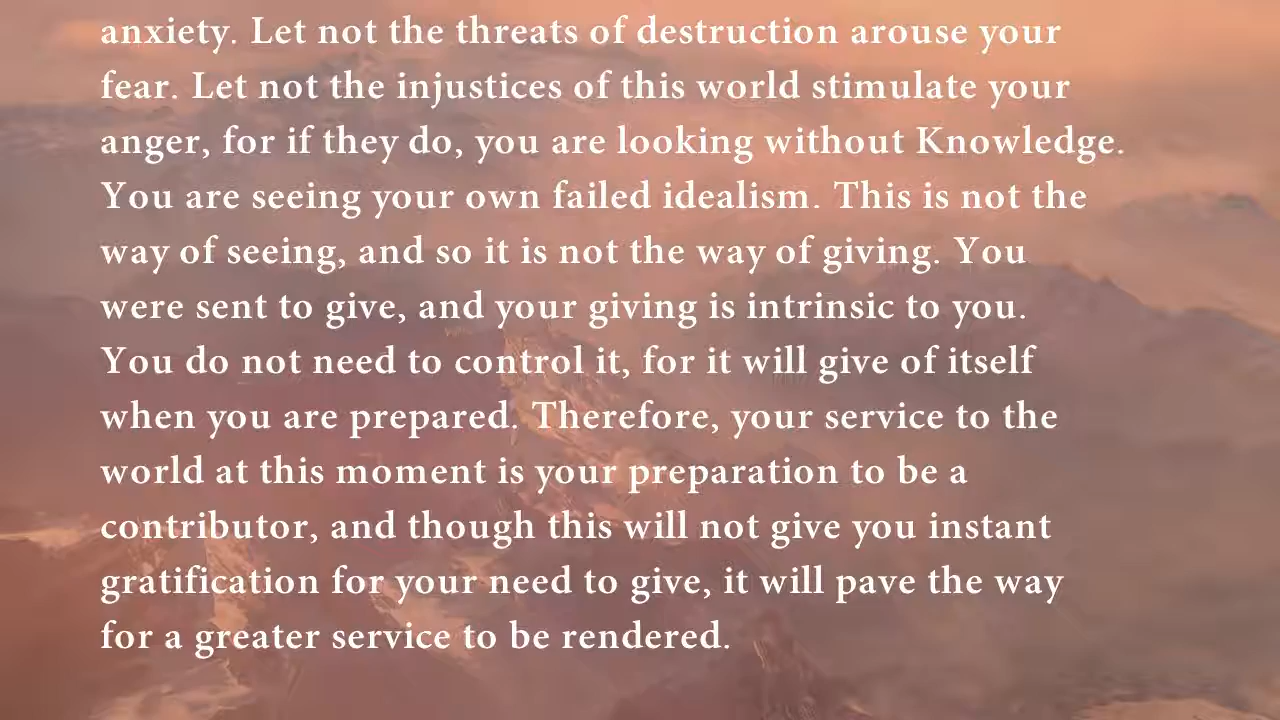 anxiety. Let not the threats of destruction arouse your
fear. Let not the injustices of this world stimulate your
anger, for if they do, you are looking without Knowledge.
You are seeing your own failed idealism. This is not the
way of seeing, and so it is not the way of giving. You
were sent to give, and your giving is intrinsic to you.
You do not need to control it, for it will give of itself
when you are prepared. Therefore, your service to the
world at this moment is your preparation to be a
contributor, and though this will not give you instant
gratification for your need to give, it will pave the way
for a greater service to be rendered.